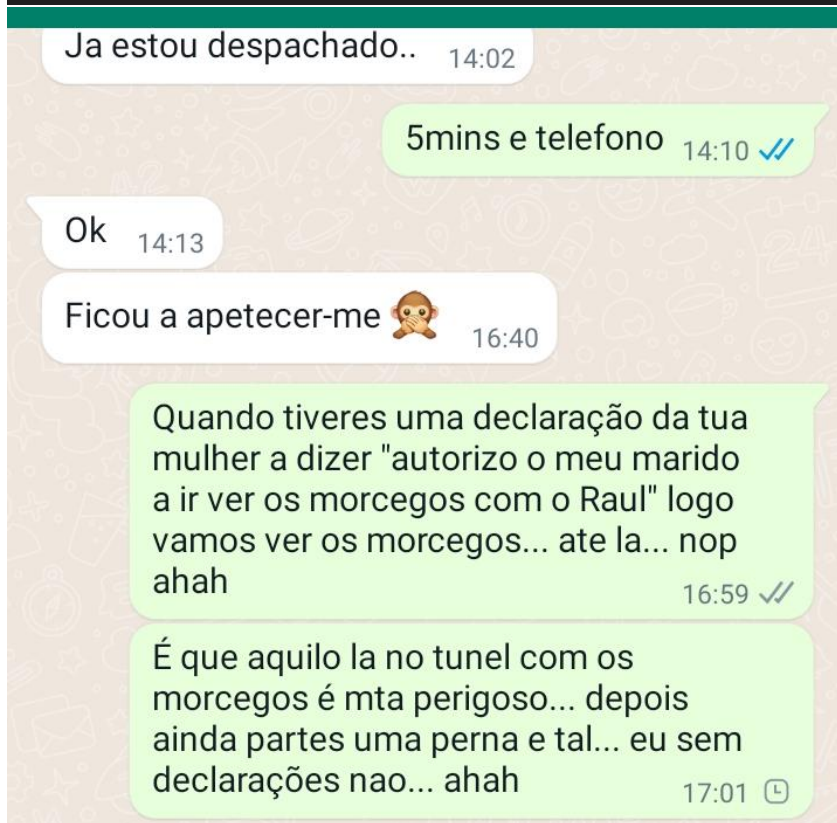 Ja estou despachado.. 14:02
5mins e telefono 14:10
Ok 14:13
Ficou a apetecer-me 🙊 16:40
Quando tiveres uma declaração da tua
mulher a dizer "autorizo o meu marido
a ir ver os morcegos com o Raul" logo
vamos ver os morcegos... ate la... nop
ahah 16:59
É que aquilo la no tunel com os
morcegos é mta perigoso... depois
ainda partes uma perna e tal... eu sem
declarações nao... ahah 17:01